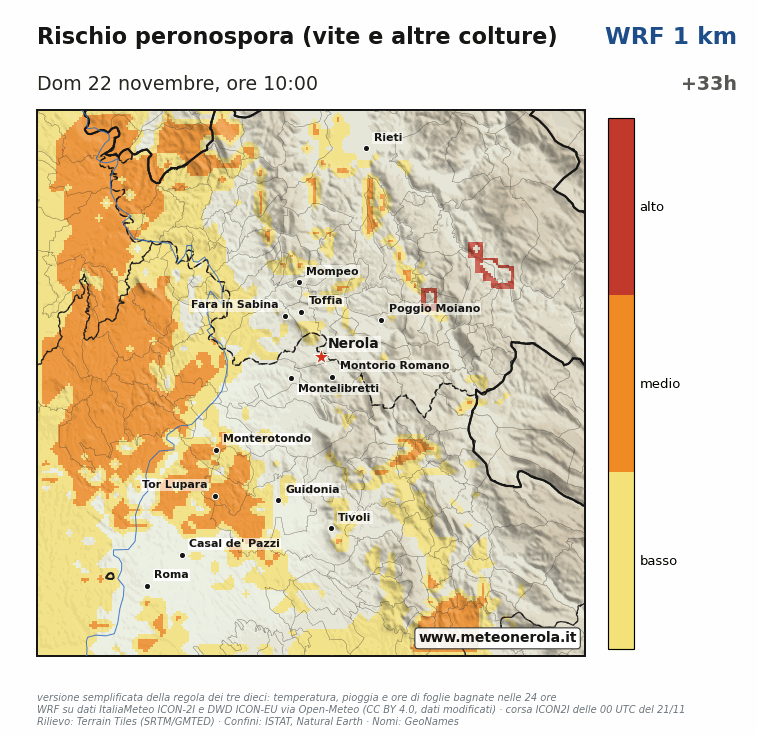 Rischio peronospora (vite e altre colture)
WRF 1 km
Dom 22 novembre, ore 10:00
+33h
Rieti
alto
Mompeo
Fara in Sabina
Toffia
Poggio Moiano
Nerola
Montorio Romano
Montelibretti
medio
Monterotondo
Tor Lupara
Guidonia
Tivoli
Casal de' Pazzi
basso
Roma
www.meteonerola.it
versione semplificata della regola dei tre dieci: temperatura, pioggia e ore di foglie bagnate nelle 24 ore
WRF su dati ItaliaMeteo ICON-2I e DWD ICON-EU via Open-Meteo (CC BY 4.0, dati modificati) · corsa ICON2I delle 00 UTC del 21/11
Rilievo: Terrain Tiles (SRTM/GMTED) · Confini: ISTAT, Natural Earth · Nomi: GeoNames